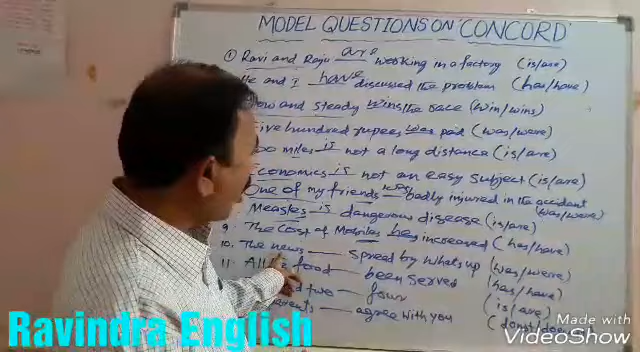 MODEL QUESTIONS ON 'CONCORD'
① Ravi and Raju are working in a factory (is/are)
He and I have discussed the problem (has/have)
and steady wins the race (win/wins)
Five hundred rupees was paid (was/were)
miles is not a long distance (is/are)
Economics is not an easy subject (is/are)
One of my friends was badly injured in the accident (was/were)
Measles is dangerous disease (is/are)
9. The cost of has increased (has/have)
10. The news ___ spread by whatsup (was/were)
11. All food ___ been served (has/have)
two ___ four (is/are)
___ agree with you
Ravindra English
Made with
VideoShow